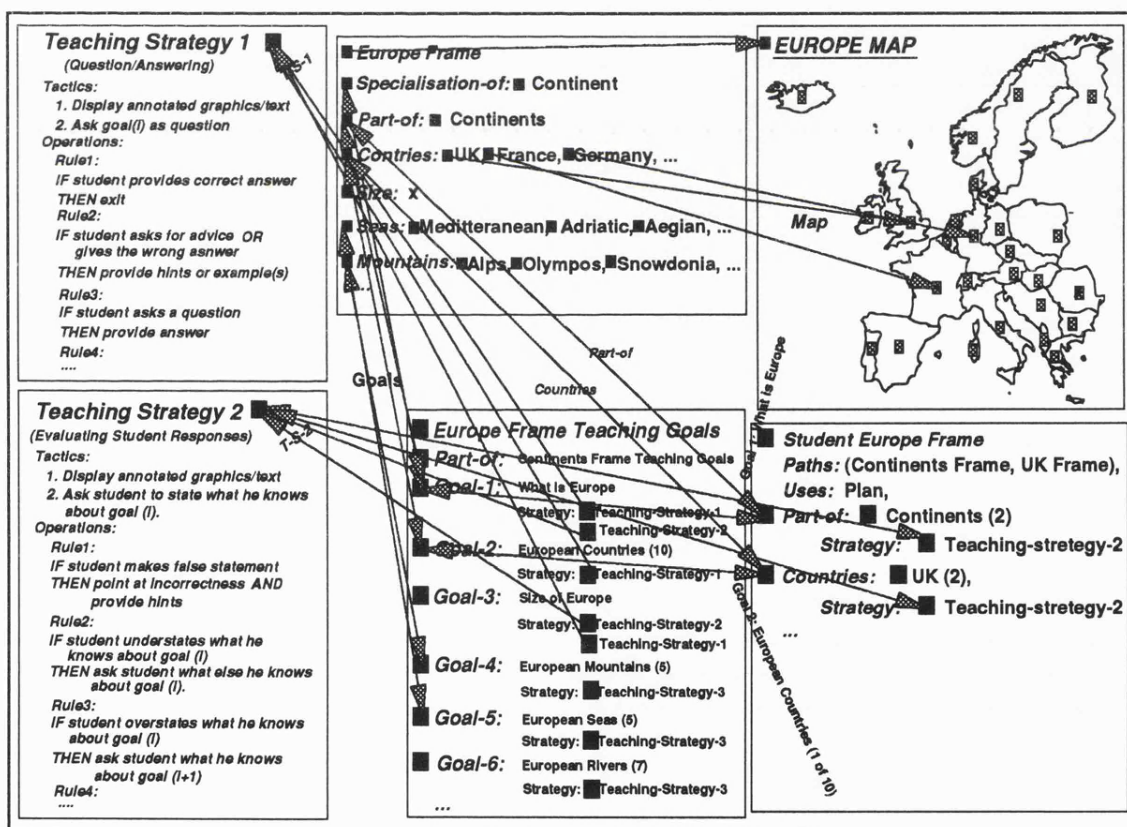 Teaching Strategy 1
(Question/Answering)
Tactics:
1. Display annotated graphics/text
2. Ask goal(i) as question
Operations:
Rule1:
IF student provides correct answer
THEN exit
Rule2:
IF student asks for advice OR
gives the wrong asnwer
THEN provide hints or example(s)
Rule3:
IF student asks a question
THEN provide answer
Rule4:
....
T-S-1
Europe Frame
Specialisation-of: Continent
Part-of: Continents
Contries: UK, France, Germany, ...
Size: x
Seas: Meditteranean, Adriatic, Aegian, ...
Mountains: Alps, Olympos, Snowdonia, ...
...
EUROPE MAP
Map
Part-of
Countries
Goals
Teaching Strategy 2
(Evaluating Student Responses)
Tactics:
1. Display annotated graphics/text
2. Ask student to state what he knows
about goal (i).
Operations:
Rule1:
IF student makes false statement
THEN point at incorrectness AND
provide hints
Rule2:
IF student understates what he
knows about goal (i)
THEN ask student what else he knows
about goal (i).
Rule3:
IF student overstates what he knows
about goal (i)
THEN ask student what he knows
about goal (i+1)
Rule4:
....
T-S-2
Europe Frame Teaching Goals
Part-of: Continents Frame Teaching Goals
Goal-1: What is Europe
Strategy: Teaching-Strategy-1
Teaching-Strategy-2
Goal-2: European Countries (10)
Strategy: Teaching-Strategy-1
Goal-3: Size of Europe
Strategy: Teaching-Strategy-2
Teaching-Strategy-1
Goal-4: European Mountains (5)
Strategy: Teaching-Strategy-3
Goal-5: European Seas (5)
Strategy: Teaching-Strategy-3
Goal-6: European Rivers (7)
Strategy: Teaching-Strategy-3
...
Goal 1: What is Europe
Goal 2: European Countries (1 of 10)
Student Europe Frame
Paths: (Continents Frame, UK Frame),
Uses: Plan,
Part-of: Continents (2)
Strategy: Teaching-stretegy-2
Countries: UK (2),
Strategy: Teaching-stretegy-2
...